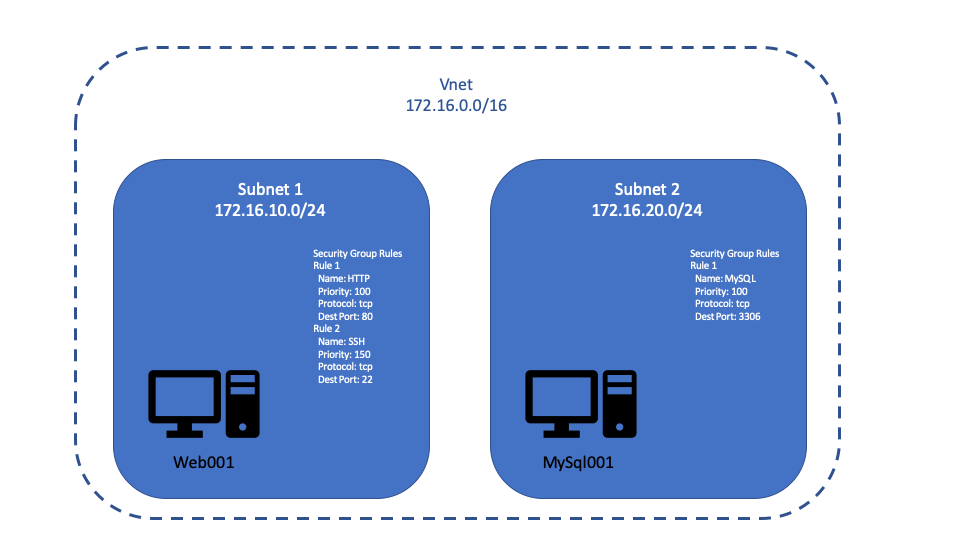 Vnet
172.16.0.0/16
Subnet 1
172.16.10.0/24
Security Group Rules
Rule 1
Name: HTTP
Priority: 100
Protocol: tcp
Dest Port: 80
Rule 2
Name: SSH
Priority: 150
Protocol: tcp
Dest Port: 22
Web001
Subnet 2
172.16.20.0/24
Security Group Rules
Rule 1
Name: MySQL
Priority: 100
Protocol: tcp
Dest Port: 3306
MySql001